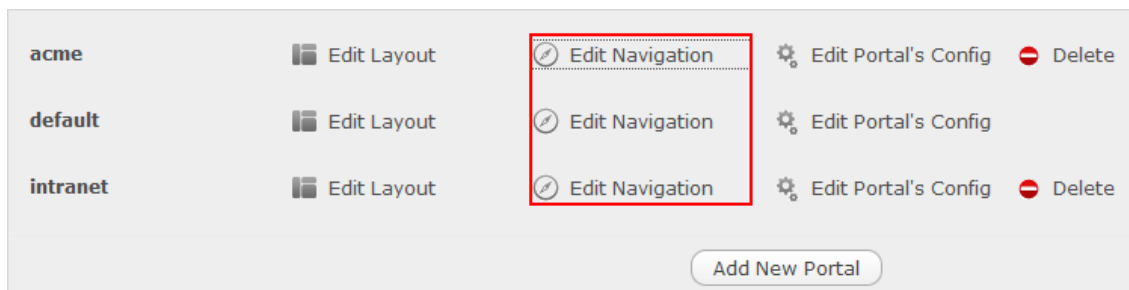 acme Edit Layout Edit Navigation Edit Portal's Config Delete
default Edit Layout Edit Navigation Edit Portal's Config
intranet Edit Layout Edit Navigation Edit Portal's Config Delete
Add New Portal